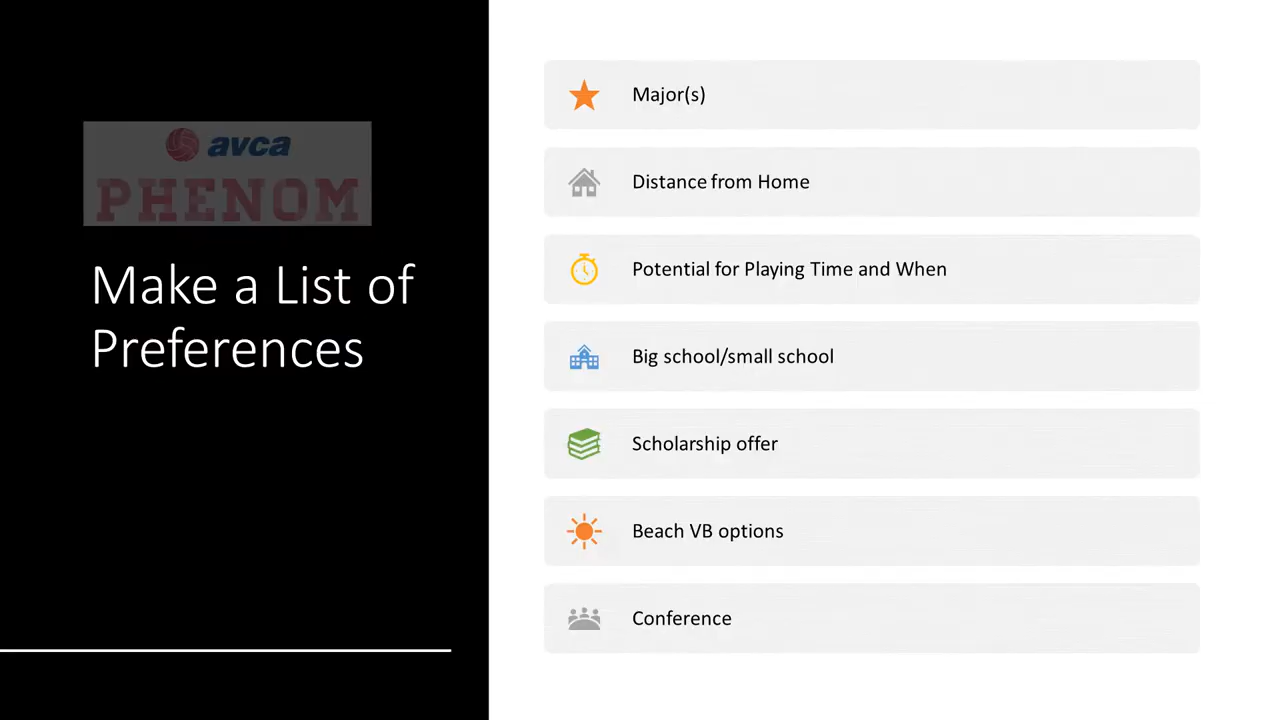 avca
PHENOM
Make a List of
Preferences
Major(s)
Distance from Home
Potential for Playing Time and When
Big school/small school
Scholarship offer
Beach VB options
Conference